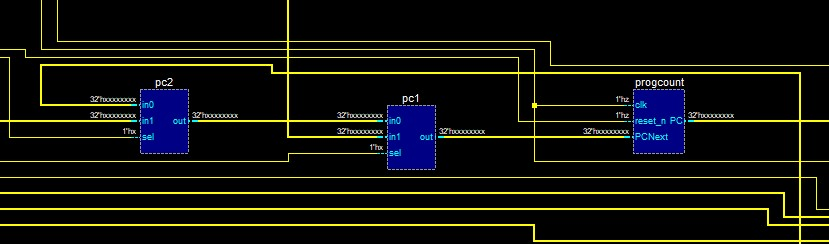 pc2
32'hxxxxxxxx
in0
32'hxxxxxxxx
in1 out
32'hxxxxxxxx
1'hx
sel
pc1
32'hxxxxxxxx
in0
32'hxxxxxxxx
in1 out
32'hxxxxxxxx
1'hx
sel
progcount
1'hz
clk
1'hz
reset_n PC
32'hxxxxxxxx
32'hxxxxxxxx
PCNext